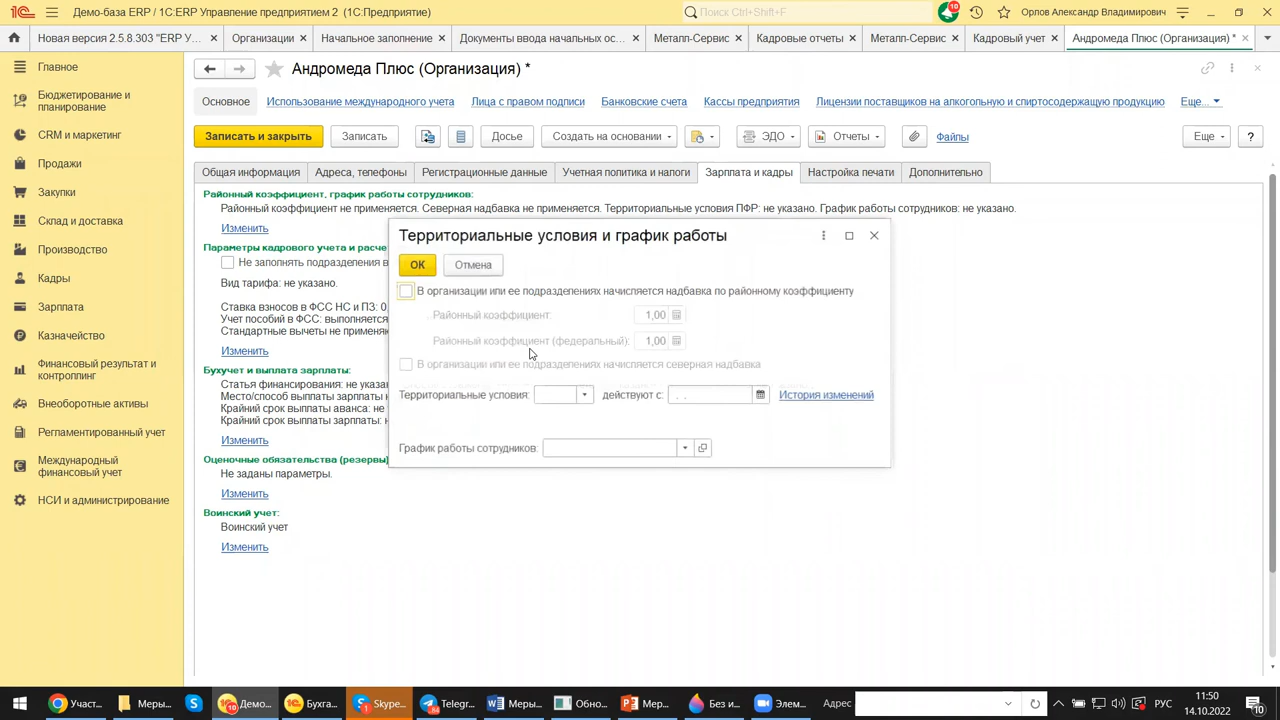 Демо-база ERP / 1С:ERP Управление предприятием 2 (1С:Предприятие)
Поиск Ctrl+Shift+F
10
Орлов Александр Владимирович
Новая версия 2.5.8.303 "ERP У...
Организации
Начальное заполнение
Документы ввода начальных ос...
Металл-Сервис
Кадровые отчеты
Металл-Сервис
Кадровый учет
Андромеда Плюс (Организация) *
Главное
Бюджетирование и
планирование
CRM и маркетинг
Продажи
Закупки
Склад и доставка
Производство
Кадры
Зарплата
Казначейство
Финансовый результат и
контроллинг
Внеоборотные активы
Регламентированный учет
Международный
финансовый учет
НСИ и администрирование
Андромеда Плюс (Организация) *
Основное
Использование международного учета
Лица с правом подписи
Банковские счета
Кассы предприятия
Лицензии поставщиков на алкогольную и спиртосодержащую продукцию
Еще...
Записать и закрыть
Записать
Досье
Создать на основании
ЭДО
Отчеты
Файлы
Еще
?
Общая информация
Адреса, телефоны
Регистрационные данные
Учетная политика и налоги
Зарплата и кадры
Настройка печати
Дополнительно
Районный коэффициент, график работы сотрудников:
Районный коэффициент не применяется. Северная надбавка не применяется. Территориальные условия ПФР: не указано. График работы сотрудников: не указано.
Изменить
Параметры кадрового учета и расче
Не заполнять подразделения в
Вид тарифа: не указано.
Ставка взносов в ФСС НС и ПЗ: 0,
Учет пособий в ФСС: выполняется
Стандартные вычеты не применяк
Изменить
Бухучет и выплата зарплаты:
Статья финансирования: не указа
Место/способ выплаты зарплаты н
Крайний срок выплаты аванса: не
Крайний срок выплаты зарплаты:
Изменить
Оценочные обязательства (резервы)
Не заданы параметры.
Изменить
Воинский учет:
Воинский учет
Изменить
Территориальные условия и график работы
ОК
Отмена
В организации или ее подразделениях начисляется надбавка по районному коэффициенту
Районный коэффициент:
1,00
Районный коэффициент (федеральный):
1,00
В организации или ее подразделениях начисляется северная надбавка
Территориальные условия:
действуют с:
. .
История изменений
График работы сотрудников:
Участ...
Меры...
10
Демо...
Бухга...
Skype...
Telegr...
Меры...
Обно...
Мер...
Без и...
Элем...
Адрес
РУС
11:50
14.10.2022
10